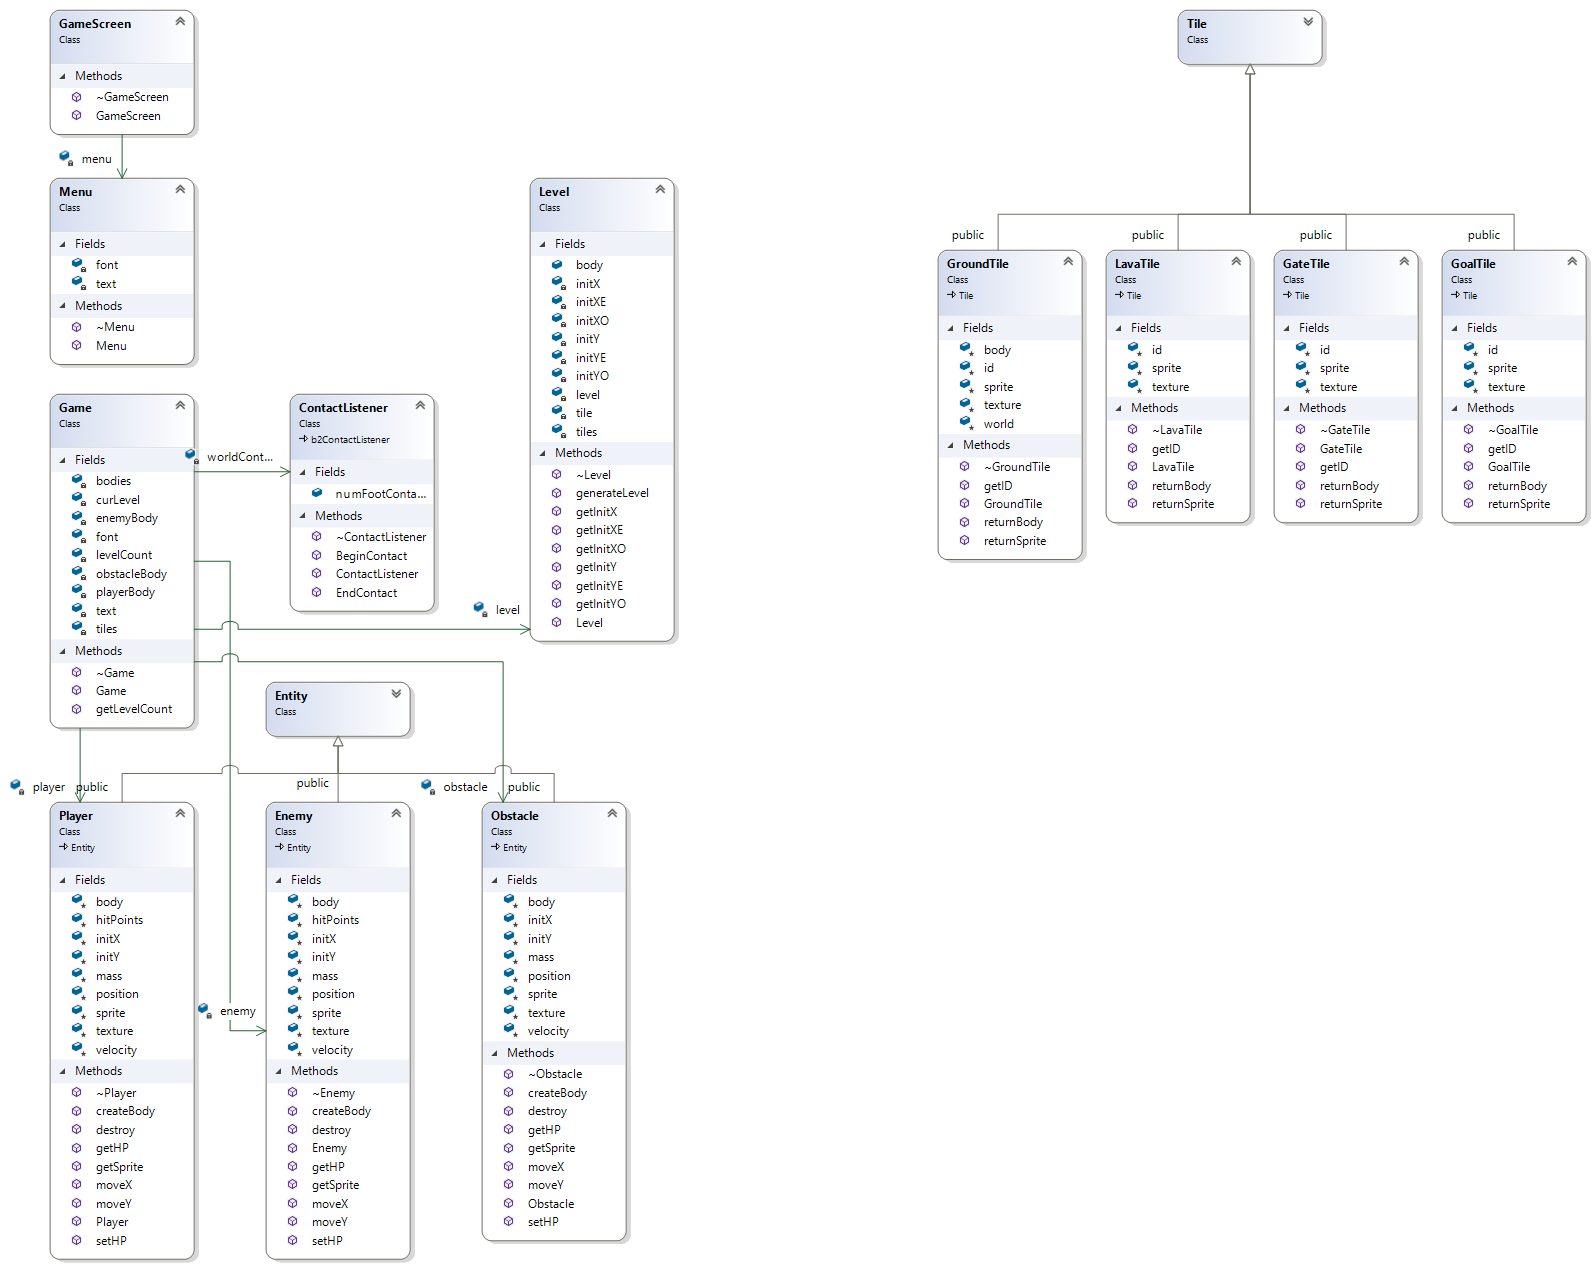 GameScreen
Class
Methods
~GameScreen
GameScreen
menu
Menu
Class
Fields
font
text
Methods
~Menu
Menu
Game
Class
Fields
bodies
curLevel
enemyBody
font
levelCount
obstacleBody
playerBody
text
tiles
Methods
~Game
Game
getLevelCount
worldCont...
ContactListener
Class
b2ContactListener
Fields
numFootConta...
Methods
~ContactListener
BeginContact
ContactListener
EndContact
level
Level
Class
Fields
body
initX
initXE
initXO
initY
initYE
initYO
level
tile
tiles
Methods
~Level
generateLevel
getInitX
getInitXE
getInitXO
getInitY
getInitYE
getInitYO
Level
Entity
Class
player
public
public
obstacle
public
Player
Class
Entity
Fields
body
hitPoints
initX
initY
mass
position
sprite
texture
velocity
Methods
~Player
createBody
destroy
getHP
getSprite
moveX
moveY
Player
setHP
enemy
Enemy
Class
Entity
Fields
body
hitPoints
initX
initY
mass
position
sprite
texture
velocity
Methods
~Enemy
createBody
destroy
Enemy
getHP
getSprite
moveX
moveY
setHP
Obstacle
Class
Entity
Fields
body
initX
initY
mass
position
sprite
texture
velocity
Methods
~Obstacle
createBody
destroy
getHP
getSprite
moveX
moveY
Obstacle
setHP
Tile
Class
public
public
public
public
GroundTile
Class
Tile
Fields
body
id
sprite
texture
world
Methods
~GroundTile
getID
GroundTile
returnBody
returnSprite
LavaTile
Class
Tile
Fields
id
sprite
texture
Methods
~LavaTile
getID
LavaTile
returnBody
returnSprite
GateTile
Class
Tile
Fields
id
sprite
texture
Methods
~GateTile
GateTile
getID
returnBody
returnSprite
GoalTile
Class
Tile
Fields
id
sprite
texture
Methods
~GoalTile
getID
GoalTile
returnBody
returnSprite